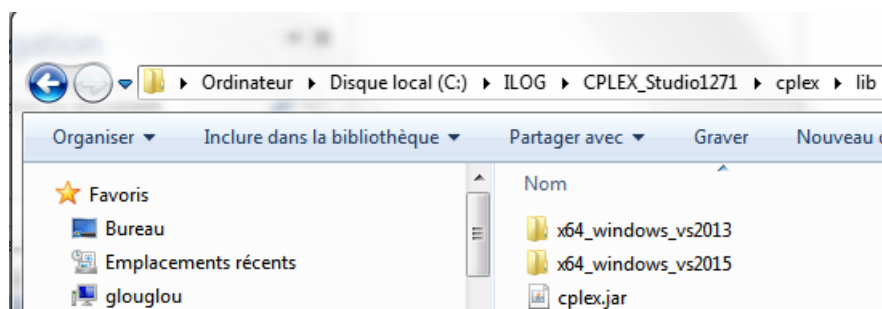 Ordinateur Disque local (C:) ILOG CPLEX_Studio1271 cplex lib
Organiser Inclure dans la bibliothèque Partager avec Graver Nouveau
Favoris
Bureau
Emplacements récents
glouglou
Nom
x64_windows_vs2013
x64_windows_vs2015
cplex.jar